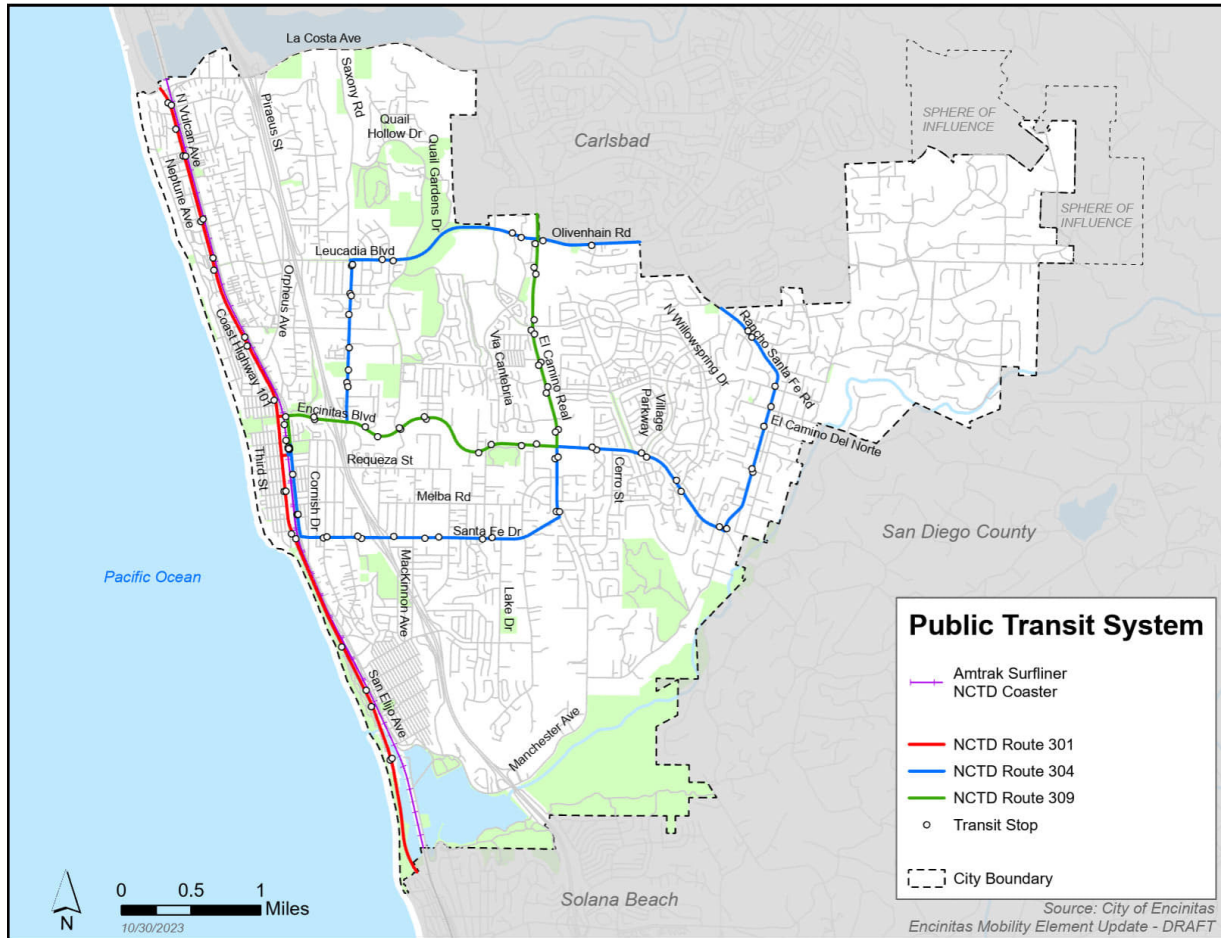 La Costa Ave
Saxony Rd
Piraeus St
N Vulcan Ave
Quail
Hollow Dr
Quail Gardens Dr
Neptune Ave
Carlsbad
SPHERE OF
INFLUENCE
SPHERE OF
INFLUENCE
Leucadia Blvd
Olivenhain Rd
Orpheus Ave
Coast Highway 101
Via Cantebria
El Camino Real
N Willowspring Dr
Rancho Santa Fe Rd
Village
Parkway
Encinitas Blvd
El Camino Del Norte
Requeza St
Third St
Cornish Dr
Melba Rd
Cerro St
Santa Fe Dr
San Diego County
Pacific Ocean
MacKinnon Ave
Lake Dr
San Elijo Ave
Manchester Ave
Solana Beach
Public Transit System
Amtrak Surfliner
NCTD Coaster
NCTD Route 301
NCTD Route 304
NCTD Route 309
Transit Stop
City Boundary
N
0 0.5 1
Miles
10/30/2023
Source: City of Encinitas
Encinitas Mobility Element Update - DRAFT